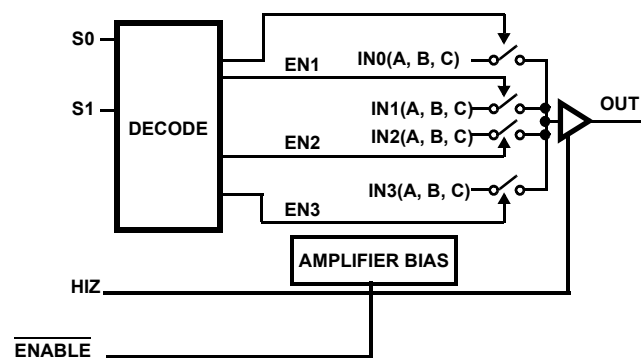 S0
EN1
IN0(A, B, C)
S1
DECODE
IN1(A, B, C)
OUT
EN2
IN2(A, B, C)
EN3
IN3(A, B, C)
AMPLIFIER BIAS
HIZ
ENABLE